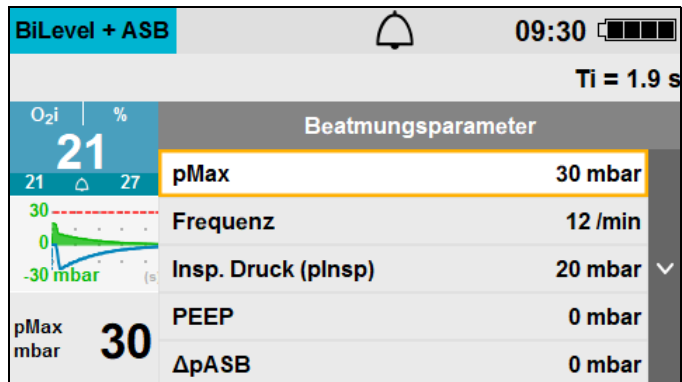 BiLevel + ASB 09:30
Ti = 1.9 s
O₂i %
21
21 27
30
0
-30 mbar (s
pMax
mbar 30
Beatmungsparameter
pMax 30 mbar
Frequenz 12 /min
Insp. Druck (pInsp) 20 mbar
PEEP 0 mbar
ΔpASB 0 mbar